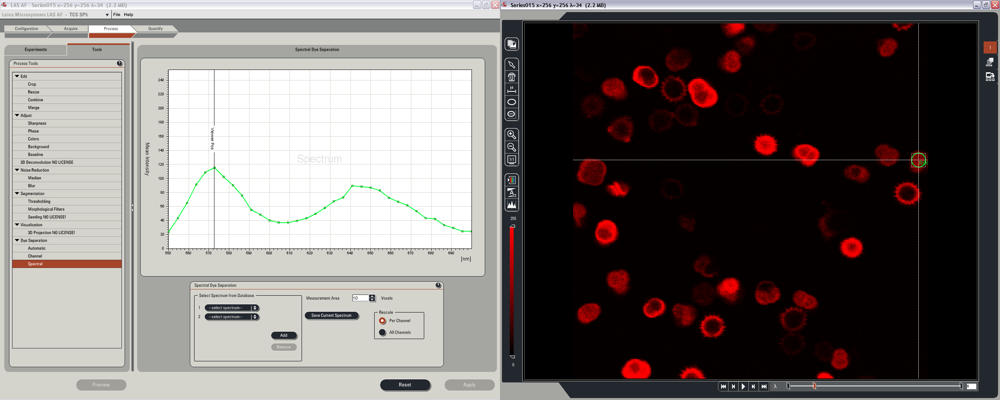 LAS AF    Series015 x=256 y=256 λ=34  (2.2 MB)
Leica Microsystems LAS AF  -  TCS SP5
File  Help
Configuration
Acquire
Process
Quantify
Experiments
Tools
Process Tools
?
Edit
Crop
Resize
Combine
Merge
Adjust
Sharpness
Phase
Colors
Background
Baseline
3D Deconvolution NO LICENSE
Noise Reduction
Median
Blur
Segmentation
Thresholding
Morphological Filters
Seeding NO LICENSE!
Visualization
3D Projection NO LICENSE!
Dye Separation
Automatic
Channel
Spectral
Preview
Spectral Dye Separation
240
220
200
180
160
140
120
100
80
60
40
20
0
Mean Intensity
Viewer Pos
Spectrum
550 560 570 580 590 600 610 620 630 640 650 660 670 680 690
[nm]
Spectral Dye Separation
?
Select Spectrum from Database
1 --select spectrum--
2 --select spectrum--
Add
Remove
Measurement Area 10 Voxels
Save Current Spectrum
Rescale
Per Channel
All Channels
Reset
Apply
Series015 x=256 y=256 λ=34  (2.2 MB)
µ
1:1
A
255
0
1
MAX
λ
6